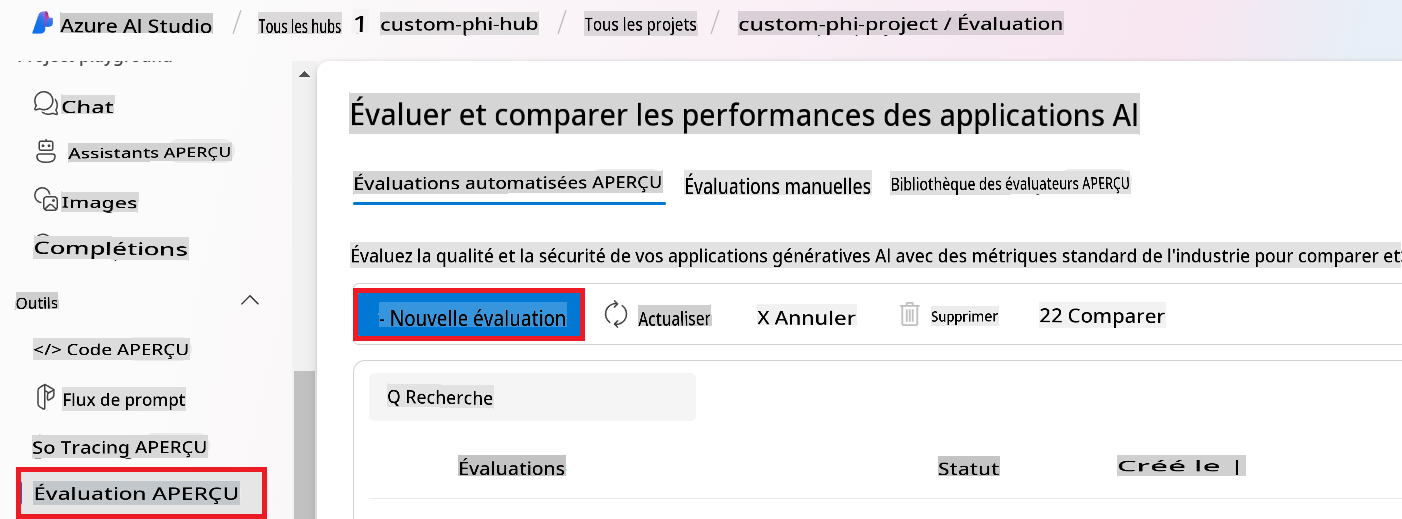 Azure AI Studio / Tous les hubs 1 custom-phi-hub / Tous les projets / custom-phi-project / Évaluation
Project playground
Chat
Assistants APERÇU
Images
Complétions
Outils
</> Code APERÇU
Flux de prompt
So Tracing APERÇU
Évaluation APERÇU
Évaluer et comparer les performances des applications Al
Évaluations automatisées APERÇU Évaluations manuelles Bibliothèque des évaluateurs APERÇU
Évaluez la qualité et la sécurité de vos applications génératives Al avec des métriques standard de l'industrie pour comparer et
- Nouvelle évaluation Actualiser X Annuler Supprimer 22 Comparer
Q Recherche
Évaluations Statut Créé le |